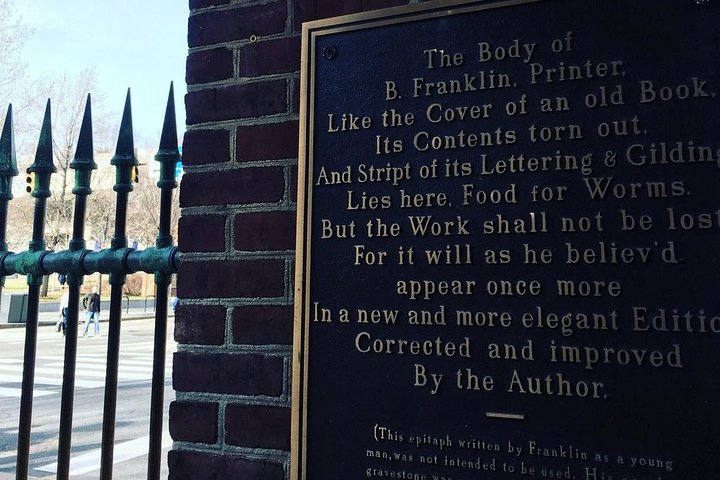 The Body of
B. Franklin, Printer,
Like the Cover of an old Book,
Its Contents torn out,
And Stript of its Lettering & Gilding
Lies here, Food for Worms.
But the Work shall not be lost
For it will as he believ'd
appear once more
In a new and more elegant Editio
Corrected and improved
By the Author.
(This epitaph written by Franklin as a young
man, was not intended to be used. His
gravestone